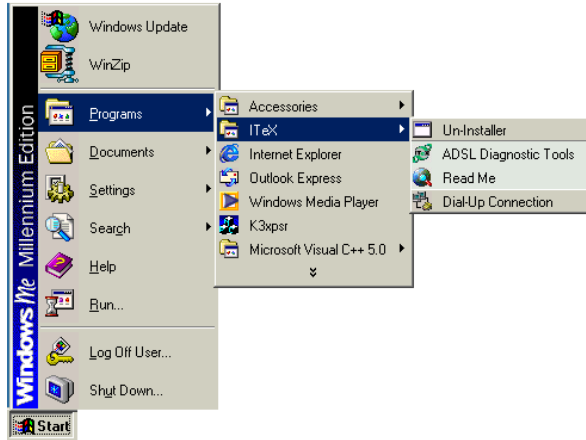 Windows Update
WinZip
Programs
Documents
Settings
Search
Help
Run...
Log Off User...
Shut Down...
Windows Me Millennium Edition
Start
Accessories
ITeX
Internet Explorer
Outlook Express
Windows Media Player
K3xpsr
Microsoft Visual C++ 5.0
Un-Installer
ADSL Diagnostic Tools
Read Me
Dial-Up Connection